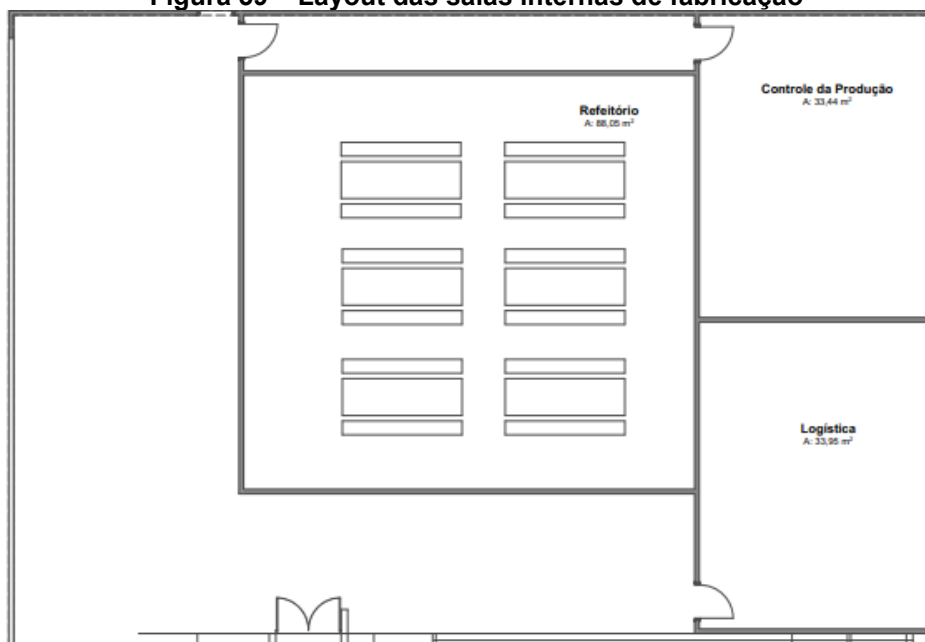 Figura – Layout das salas internas de fabricação
Controle da Produção
A: 33,44 m²
Refeitório
A: 88,05 m²
Logística
A: 33,95 m²